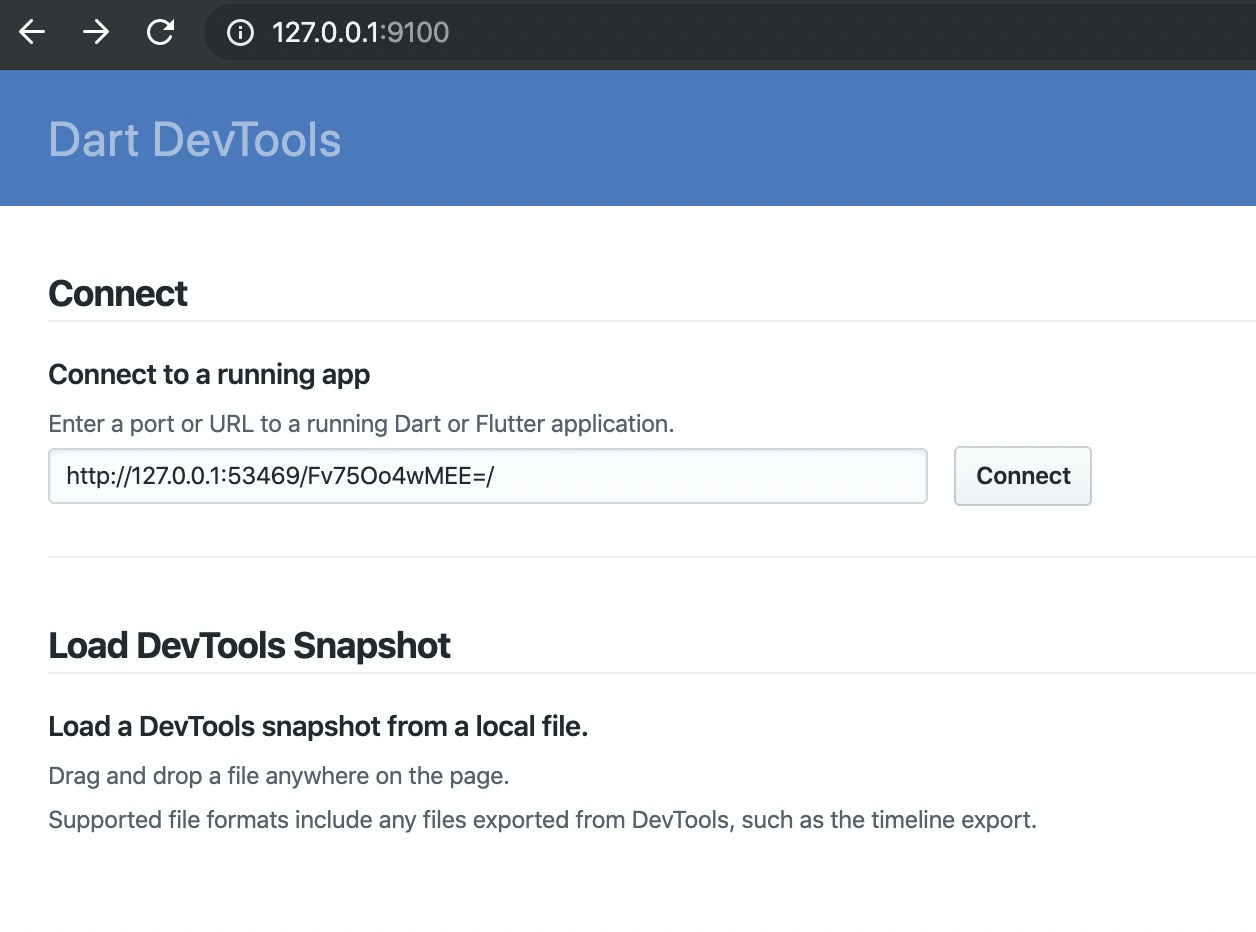 127.0.0.1:9100
Dart DevTools
Connect
Connect to a running app
Enter a port or URL to a running Dart or Flutter application.
http://127.0.0.1:53469/Fv75Oo4wMEE=/
Connect
Load DevTools Snapshot
Load a DevTools snapshot from a local file.
Drag and drop a file anywhere on the page.
Supported file formats include any files exported from DevTools, such as the timeline export.